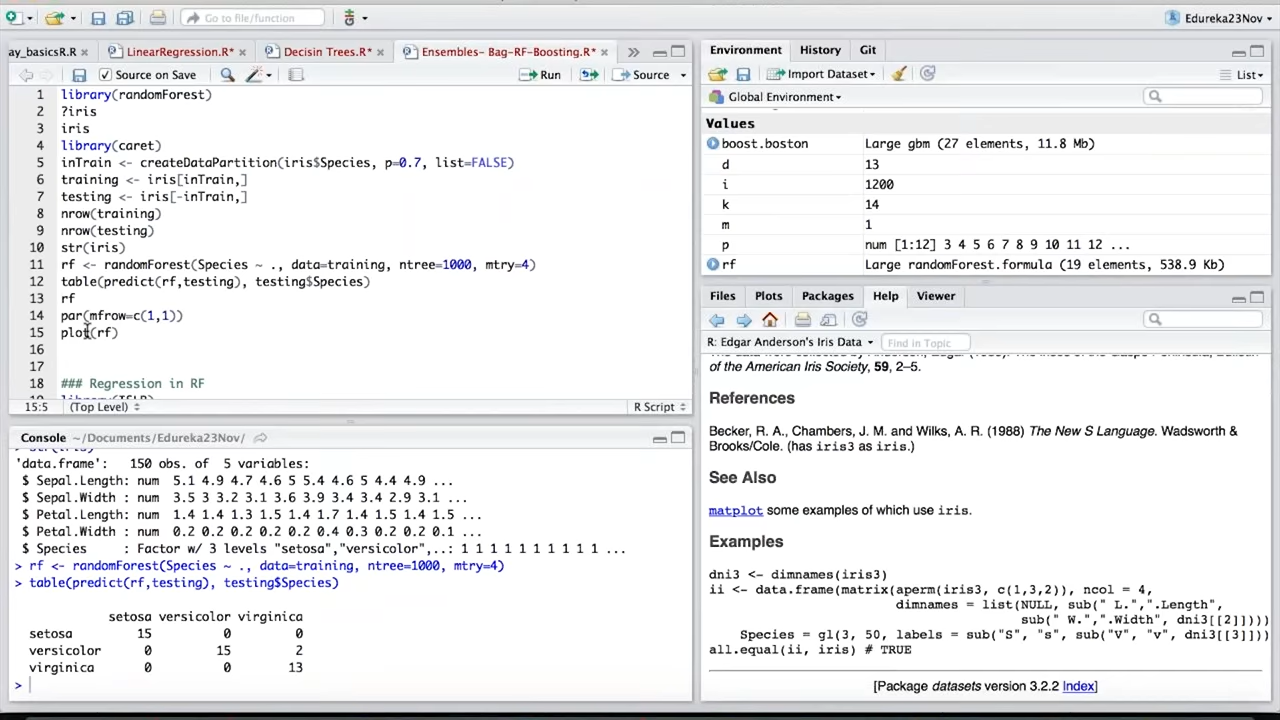 Go to file/function
Edureka23Nov
ay_basicsR.R
LinearRegression.R*
Decisin Trees.R*
Ensembles- Bag-RF-Boosting.R*
Source on Save
Run
Source
1 library(randomForest)
2 ?iris
3 iris
4 library(caret)
5 inTrain <- createDataPartition(iris$Species, p=0.7, list=FALSE)
6 training <- iris[inTrain,]
7 testing <- iris[-inTrain,]
8 nrow(training)
9 nrow(testing)
10 str(iris)
11 rf <- randomForest(Species ~ ., data=training, ntree=1000, mtry=4)
12 table(predict(rf,testing), testing$Species)
13 rf
14 par(mfrow=c(1,1))
15 plot(rf)
16
17
18 ### Regression in RF
15:5 (Top Level) R Script
Console ~/Documents/Edureka23Nov/
'data.frame': 150 obs. of 5 variables:
$ Sepal.Length: num 5.1 4.9 4.7 4.6 5 5.4 4.6 5 4.4 4.9 ...
$ Sepal.Width : num 3.5 3 3.2 3.1 3.6 3.9 3.4 3.4 2.9 3.1 ...
$ Petal.Length: num 1.4 1.4 1.3 1.5 1.4 1.7 1.4 1.5 1.4 1.5 ...
$ Petal.Width : num 0.2 0.2 0.2 0.2 0.2 0.4 0.3 0.2 0.2 0.1 ...
$ Species : Factor w/ 3 levels "setosa","versicolor",..: 1 1 1 1 1 1 1 1 1 1 ...
> rf <- randomForest(Species ~ ., data=training, ntree=1000, mtry=4)
> table(predict(rf,testing), testing$Species)
setosa versicolor virginica
setosa 15 0 0
versicolor 0 15 2
virginica 0 0 13
>
Environment History Git
Import Dataset List
Global Environment
Values
boost.boston Large gbm (27 elements, 11.8 Mb)
d 13
i 1200
k 14
m 1
p num [1:12] 3 4 5 6 7 8 9 10 11 12 ...
rf Large randomForest.formula (19 elements, 538.9 Kb)
Files Plots Packages Help Viewer
R: Edgar Anderson's Iris Data Find in Topic
of the American Iris Society, 59, 2–5.
References
Becker, R. A., Chambers, J. M. and Wilks, A. R. (1988) The New S Language. Wadsworth &
Brooks/Cole. (has iris3 as iris.)
See Also
matplot some examples of which use iris.
Examples
dni3 <- dimnames(iris3)
ii <- data.frame(matrix(aperm(iris3, c(1,3,2)), ncol = 4,
dimnames = list(NULL, sub(" L.",".Length",
sub(" W.",".Width", dni3[[2]]))))
Species = gl(3, 50, labels = sub("S", "s", sub("V", "v", dni3[[3]])))
all.equal(ii, iris) # TRUE
[Package datasets version 3.2.2 Index]